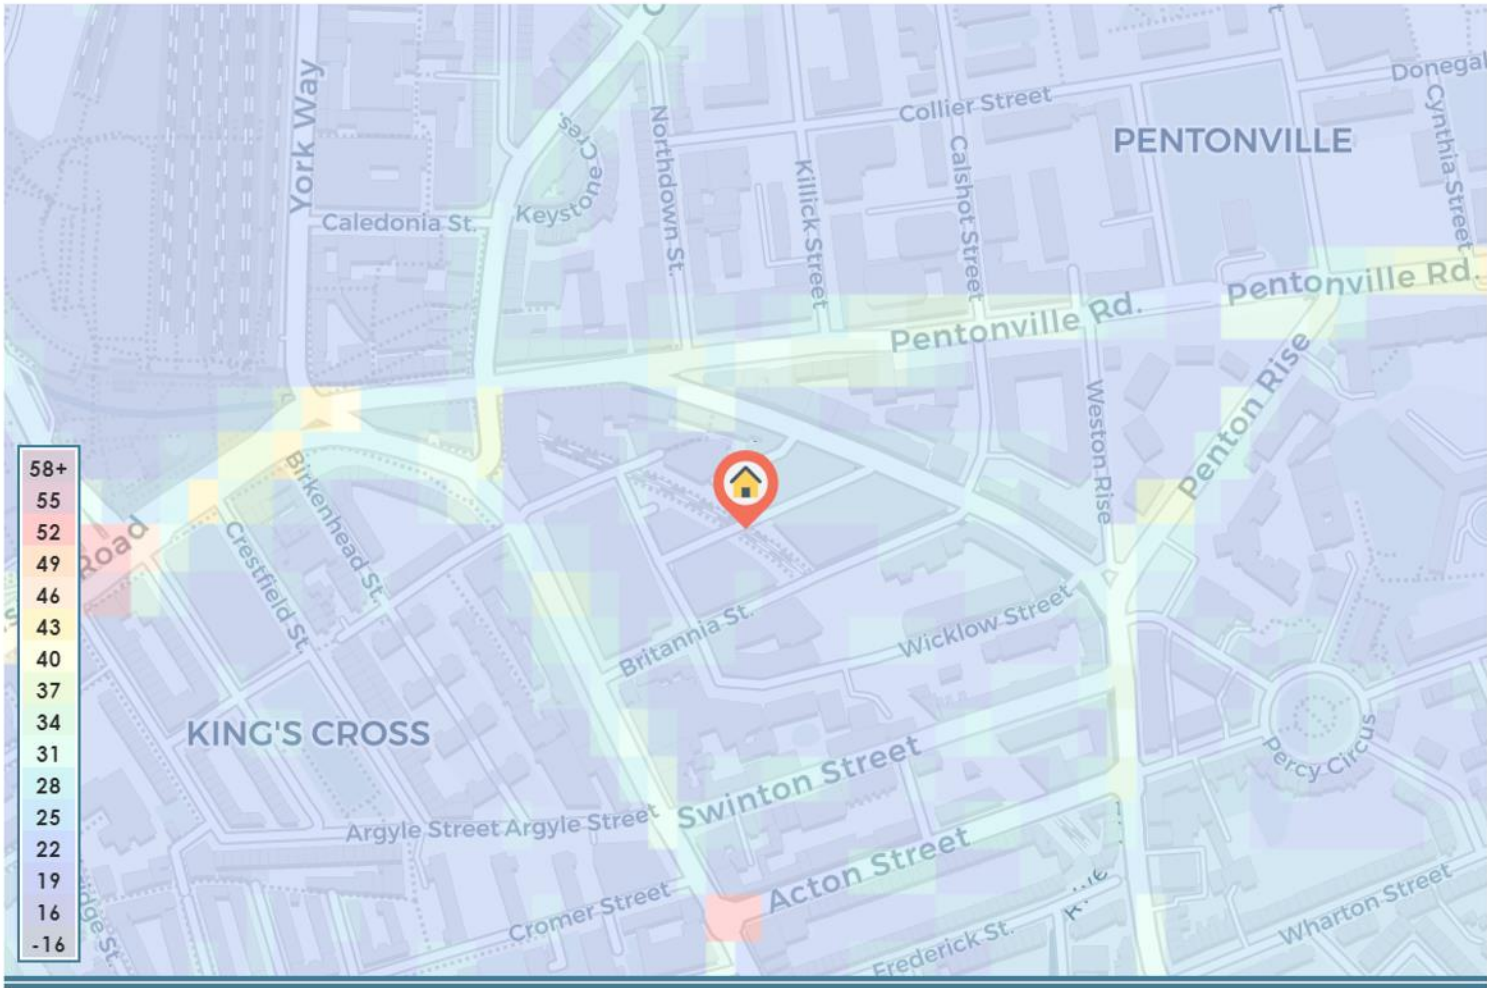 Donegal
York Way
Northdown St.
Collier Street
Cynthia Street
PENTONVILLE
Calshot Street
Keystone Cres.
Killick Street
Caledonia St.
Pentonville Rd.
Pentonville Rd.
Penton Rise
Weston Rise
58+
55
52
49
46
43
40
37
34
31
28
25
22
19
16
-16
Road
Birkenhead St.
Crestfield St.
Britannia St.
Wicklow Street
KING'S CROSS
Swinton Street
Percy Circus
Argyle Street
Argyle Street
Acton Street
Cromer Street
Frederick St.
Wharton Street